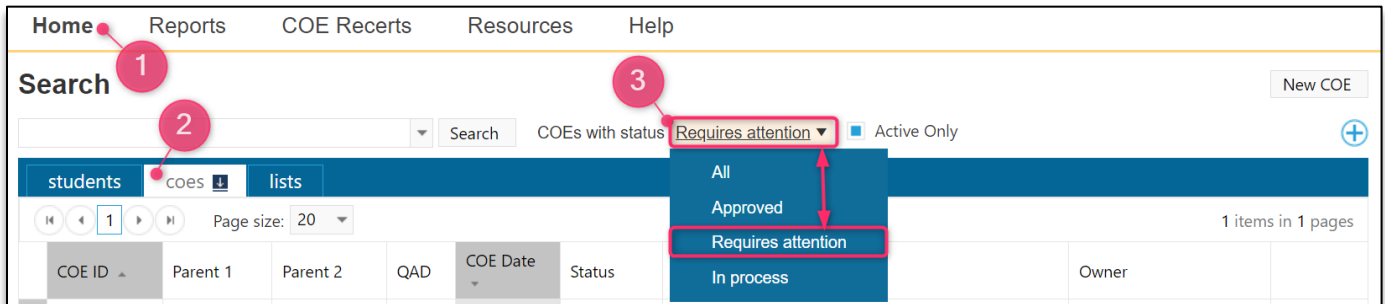 Home Reports COE Recerts Resources Help
1
Search 3 New COE
2 Search COEs with status Requires attention Active Only
students coes lists All
1 Page size: 20 Approved 1 items in 1 pages
Requires attention
COE ID Parent 1 Parent 2 QAD COE Date Status In process Owner